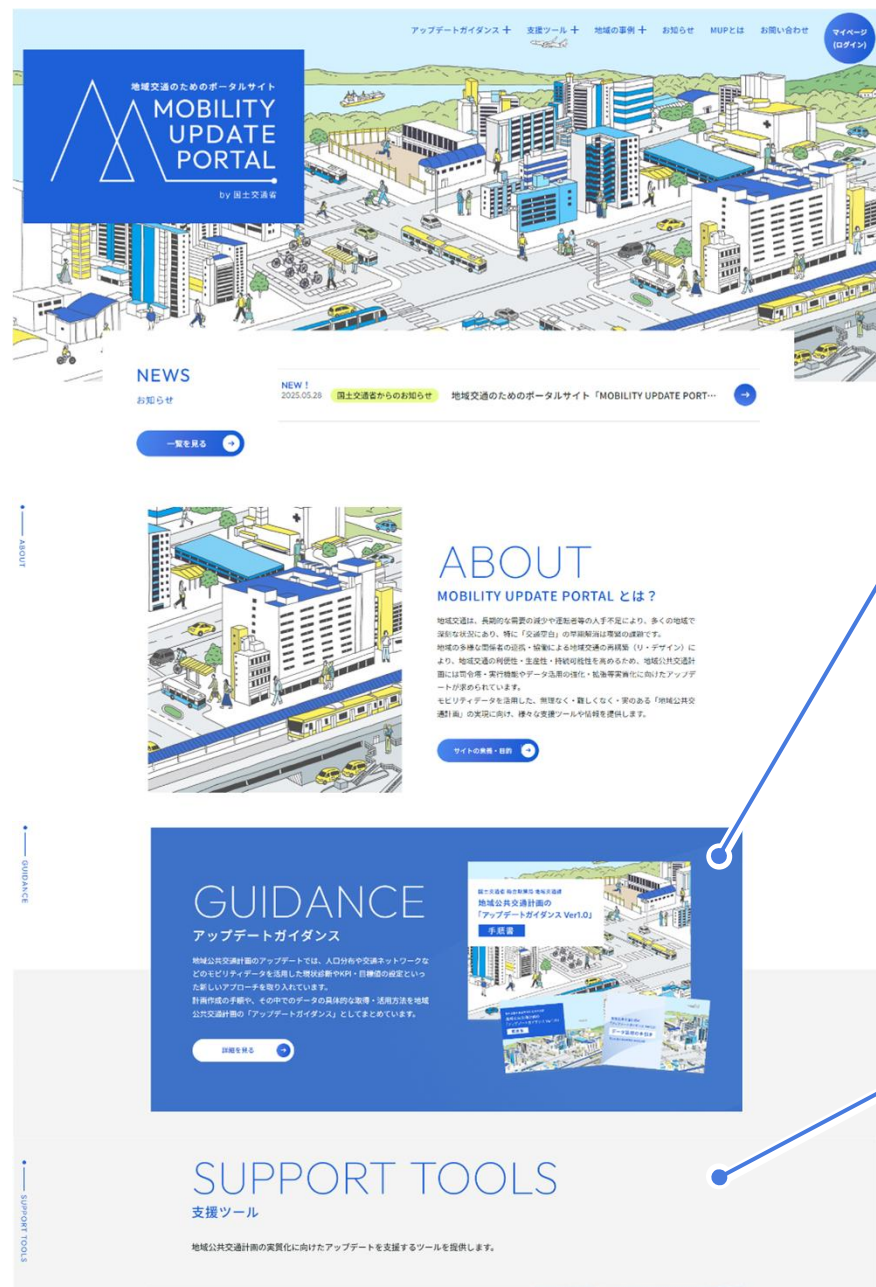 アップデートガイダンス ＋ 支援ツール ＋ 地域の事例 ＋ お知らせ MUPとは お問い合わせ
マイページ
(ログイン)
地域交通のためのポータルサイト
MOBILITY
UPDATE
PORTAL
by 国土交通省
NEWS
お知らせ
NEW！
2025.05.28 国土交通省からのお知らせ 地域交通のためのポータルサイト「MOBILITY UPDATE PORT…
一覧を見る
ABOUT
ABOUT
MOBILITY UPDATE PORTAL とは？
地域交通は、長期的な需要の減少や運転者等の人手不足により、多くの地域で
深刻な状況にあり、特に「交通空白」の早期解消は喫緊の課題です。
地域の多様な関係者の連携・協働による地域交通の再構築（リ・デザイン）に
より、地域交通の利便性・生産性・持続可能性を高めるため、地域公共交通計
画には司令塔・実行機能やデータ活用の強化・拡張等実質化に向けたアップデ
ートが求められています。
モビリティデータを活用した、無理なく・難しくなく・実のある「地域公共交
通計画」の実現に向け、様々な支援ツールや情報を提供します。
サイトの背景・目的
GUIDANCE
GUIDANCE
アップデートガイダンス
地域公共交通計画のアップデートでは、人口分布や交通ネットワークな
どのモビリティデータを活用した現状診断やKPI・目標値の設定といっ
た新しいアプローチを取り入れています。
計画作成の手順や、その中でのデータの具体的な取得・活用方法を地域
公共交通計画の「アップデートガイダンス」としてまとめています。
詳細を見る
国土交通省 総合政策局 地域交通課
地域公共交通計画の
「アップデートガイダンス Ver1.0」
手順書
データ活用の手引き
SUPPORT TOOLS
SUPPORT TOOLS
支援ツール
地域公共交通計画の実質化に向けたアップデートを支援するツールを提供します。